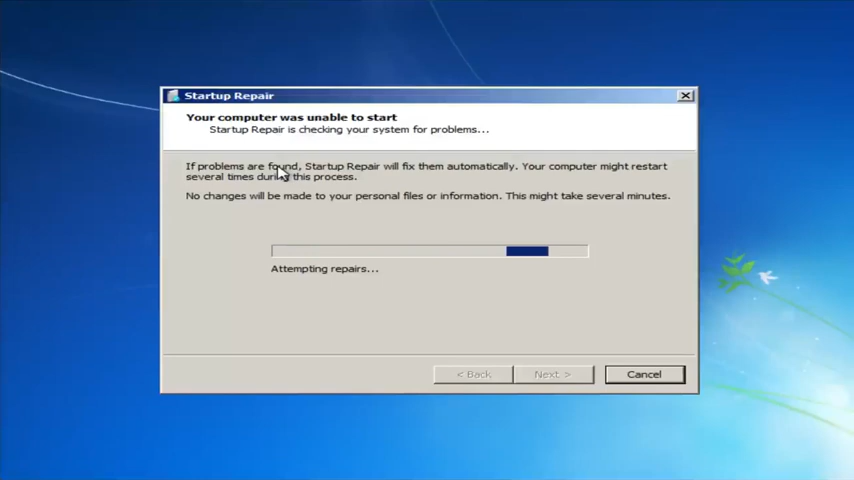 Startup Repair
Your computer was unable to start
Startup Repair is checking your system for problems...
If problems are found, Startup Repair will fix them automatically. Your computer might restart
several times during this process.
No changes will be made to your personal files or information. This might take several minutes.
Attempting repairs...
< Back
Next >
Cancel